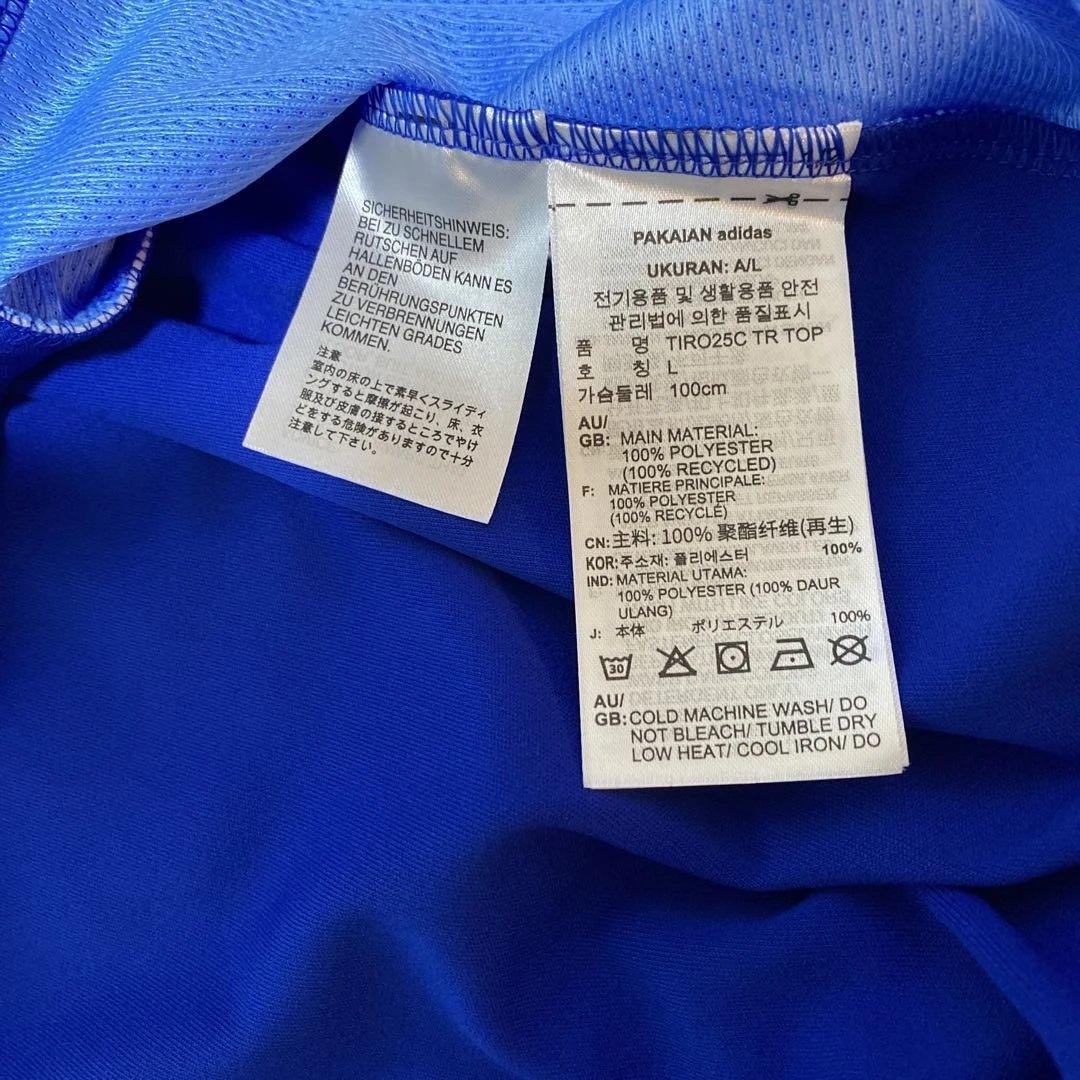 SICHERHEITSHINWEIS:
BEI ZU SCHNELLEM
RUTSCHEN AUF
HALLENBÖDEN KANN ES
AN DEN
BERÜHRUNGSPUNKTEN
ZU VERBRENNUNGEN
LEICHTEN GRADES
KOMMEN.
注意
室内の床の上で素早くスライディ
ングすると摩擦が起こり、床、衣
服及び皮膚の接するところでやけ
どをする危険がありますので十分
注意して下さい。
PAKAIAN adidas
UKURAN: A/L
전기용품 및 생활용품 안전
관리법에 의한 품질표시
품 명 TIRO25C TR TOP
호 칭 L
가슴둘레 100cm
AU/
GB: MAIN MATERIAL:
100% POLYESTER
(100% RECYCLED)
F: MATIERE PRINCIPALE:
100% POLYESTER
(100% RECYCLÉ)
CN: 主料: 100% 聚酯纤维(再生)
KOR: 주소재: 폴리에스터 100%
IND: MATERIAL UTAMA:
100% POLYESTER (100% DAUR
ULANG)
J: 本体 ポリエステル 100%
30
AU/
GB: COLD MACHINE WASH/ DO
NOT BLEACH/ TUMBLE DRY
LOW HEAT/ COOL IRON/ DO